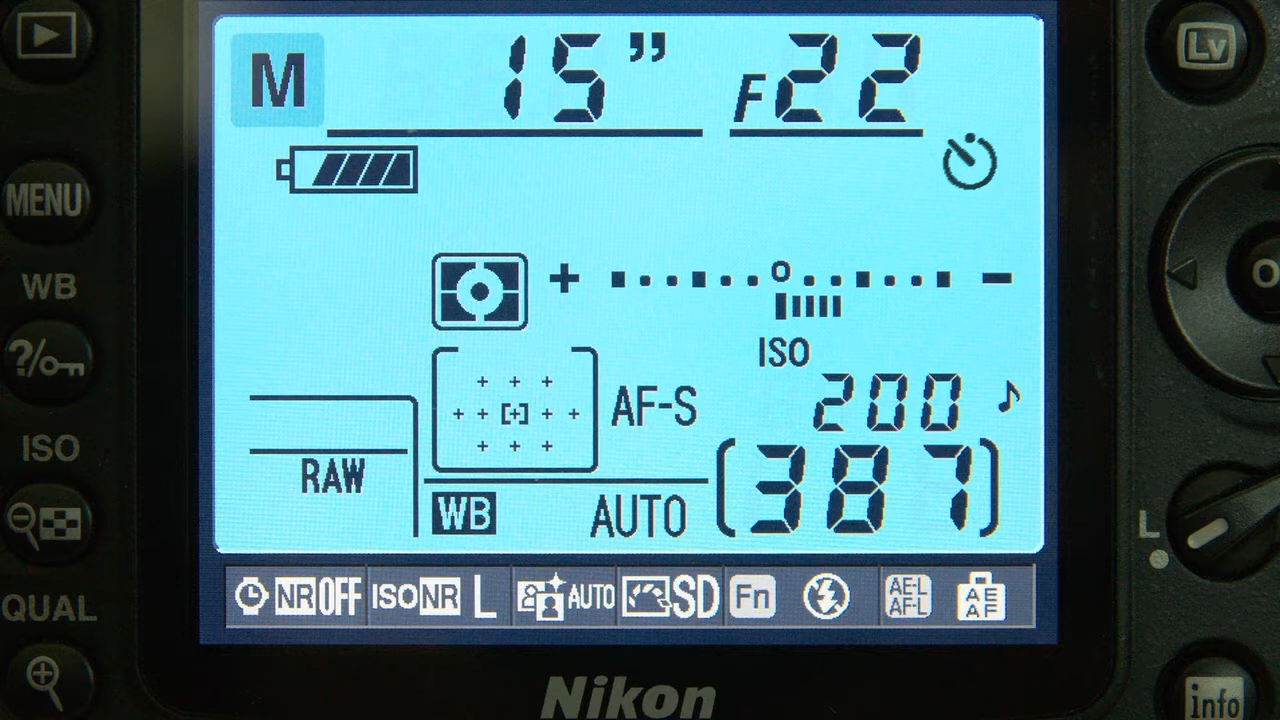 M 15” F22
Lv
MENU
WB
?/
ISO
200
AF-S
RAW
[387]
WB AUTO
ISO
L
QUAL
NR OFF ISO NR L AUTO SD Fn AE-L AF-L AE AF
Nikon
info